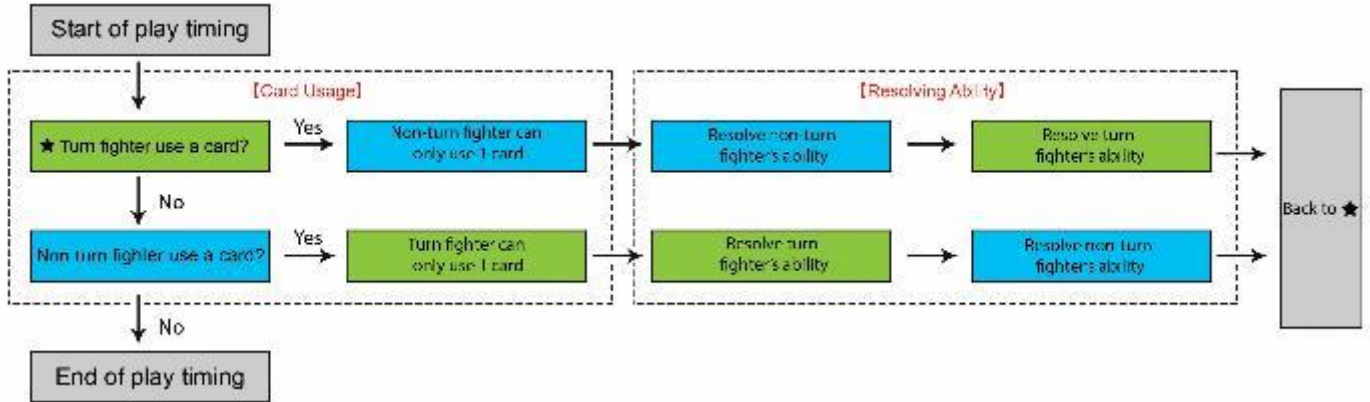 Start of play timing
【Card Usage】
【Resolving Ability】
★ Turn fighter use a card?
Yes
Non-turn fighter can
only use 1 card
Resolve non-turn
fighter's ability
Resolve turn
fighter's ability
Back to ★
No
Non-turn fighter use a card?
Yes
Turn fighter can
only use 1 card
Resolve turn
fighter's ability
Resolve non-turn
fighter's ability
No
End of play timing